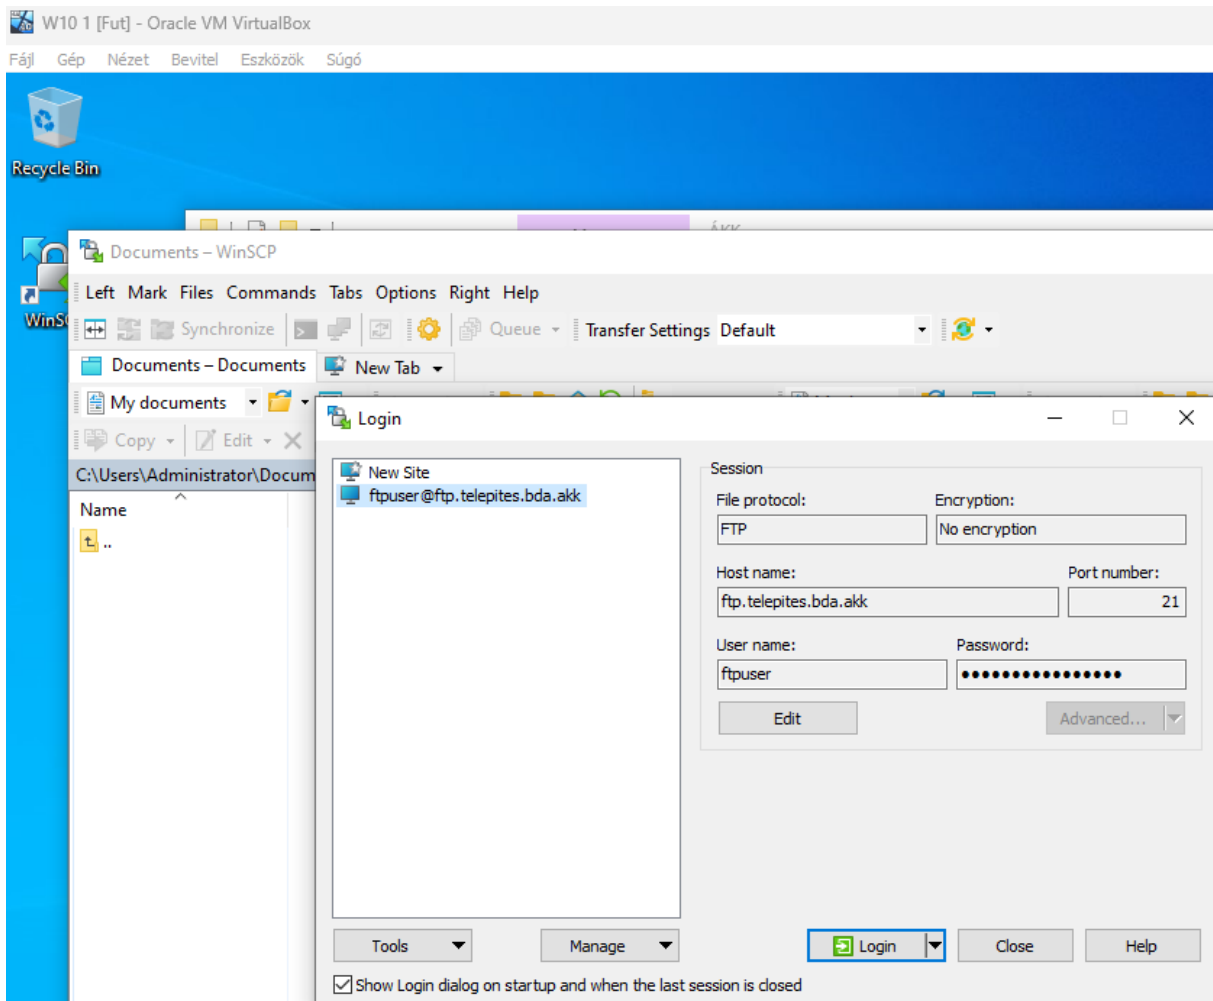 W10 1 [Fut] - Oracle VM VirtualBox
Fájl Gép Nézet Bevitel Eszközök Súgó
Recycle Bin
ÁKK
Documents – WinSCP
Left Mark Files Commands Tabs Options Right Help
WinS
Synchronize Queue Transfer Settings Default
Documents – Documents New Tab
My documents
Copy Edit
C:\Users\Administrator\Docum
Name
..
Login
New Site
ftpuser@ftp.telepites.bda.akk
Session
File protocol: Encryption:
FTP No encryption
Host name: Port number:
ftp.telepites.bda.akk 21
User name: Password:
ftpuser ••••••••••••••••
Edit Advanced...
Tools Manage Login Close Help
Show Login dialog on startup and when the last session is closed